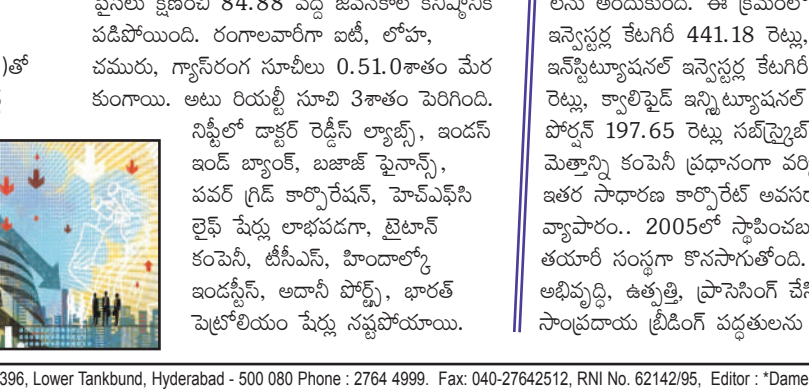 పైసలు క్షీణించి 84.88 వద్ద జీవనకాల కనిష్ఠానికి
పడిపోయింది. రంగాలవారీగా ఐటీ, లోహ,
)తో చమురు, గ్యాస్‌రంగ సూచీలు 0.51.0శాతం మేర
కుంగాయి. అటు రియల్టీ సూచి 3శాతం పెరిగింది.
నిఫ్టీలో డాక్టర్ రెడ్డీస్ ల్యాబ్స్, ఇండస్
ఇండ్ బ్యాంక్, బజాజ్ ఫైనాన్స్,
పవర్ గ్రిడ్ కార్పొరేషన్, హెచ్ఎఫ్‌సి
లైఫ్ షేర్లు లాభపడగా, టైటాన్
కంపెనీ, టీసీఎస్, హిందాల్కో
ఇండస్ట్రీస్, అదానీ పోర్ట్స్, భారత్
పెట్రోలియం షేర్లు నష్టపోయాయి.
లను అందుకుంది. ఈ క్రమంలో
ఇన్వెస్టర్ల కేటగిరీ 441.18 రెట్లు,
ఇన్‌స్టిట్యూషనల్ ఇన్వెస్టర్ల కేటగిరీ
రెట్లు, క్వాలిఫైడ్ ఇన్స్టిట్యూషనల్
పోర్షన్ 197.65 రెట్లు సబ్‌స్క్రైబ్
మొత్తాన్ని కంపెనీ ప్రధానంగా
ఇతర సాధారణ కార్పొరేట్
వ్యాపారం.. 2005లో
తయారీ సంస్థగా కొనసాగుతోంది.
అభివృద్ధి, ఉత్పత్తి, ప్రాసెసింగ్
సాంప్రదాయ బ్రీడింగ్ పద్ధతులను
396, Lower Tankbund, Hyderabad - 500 080 Phone : 2764 4999. Fax: 040-27642512, RNI No. 62142/95, Editor : *Dame